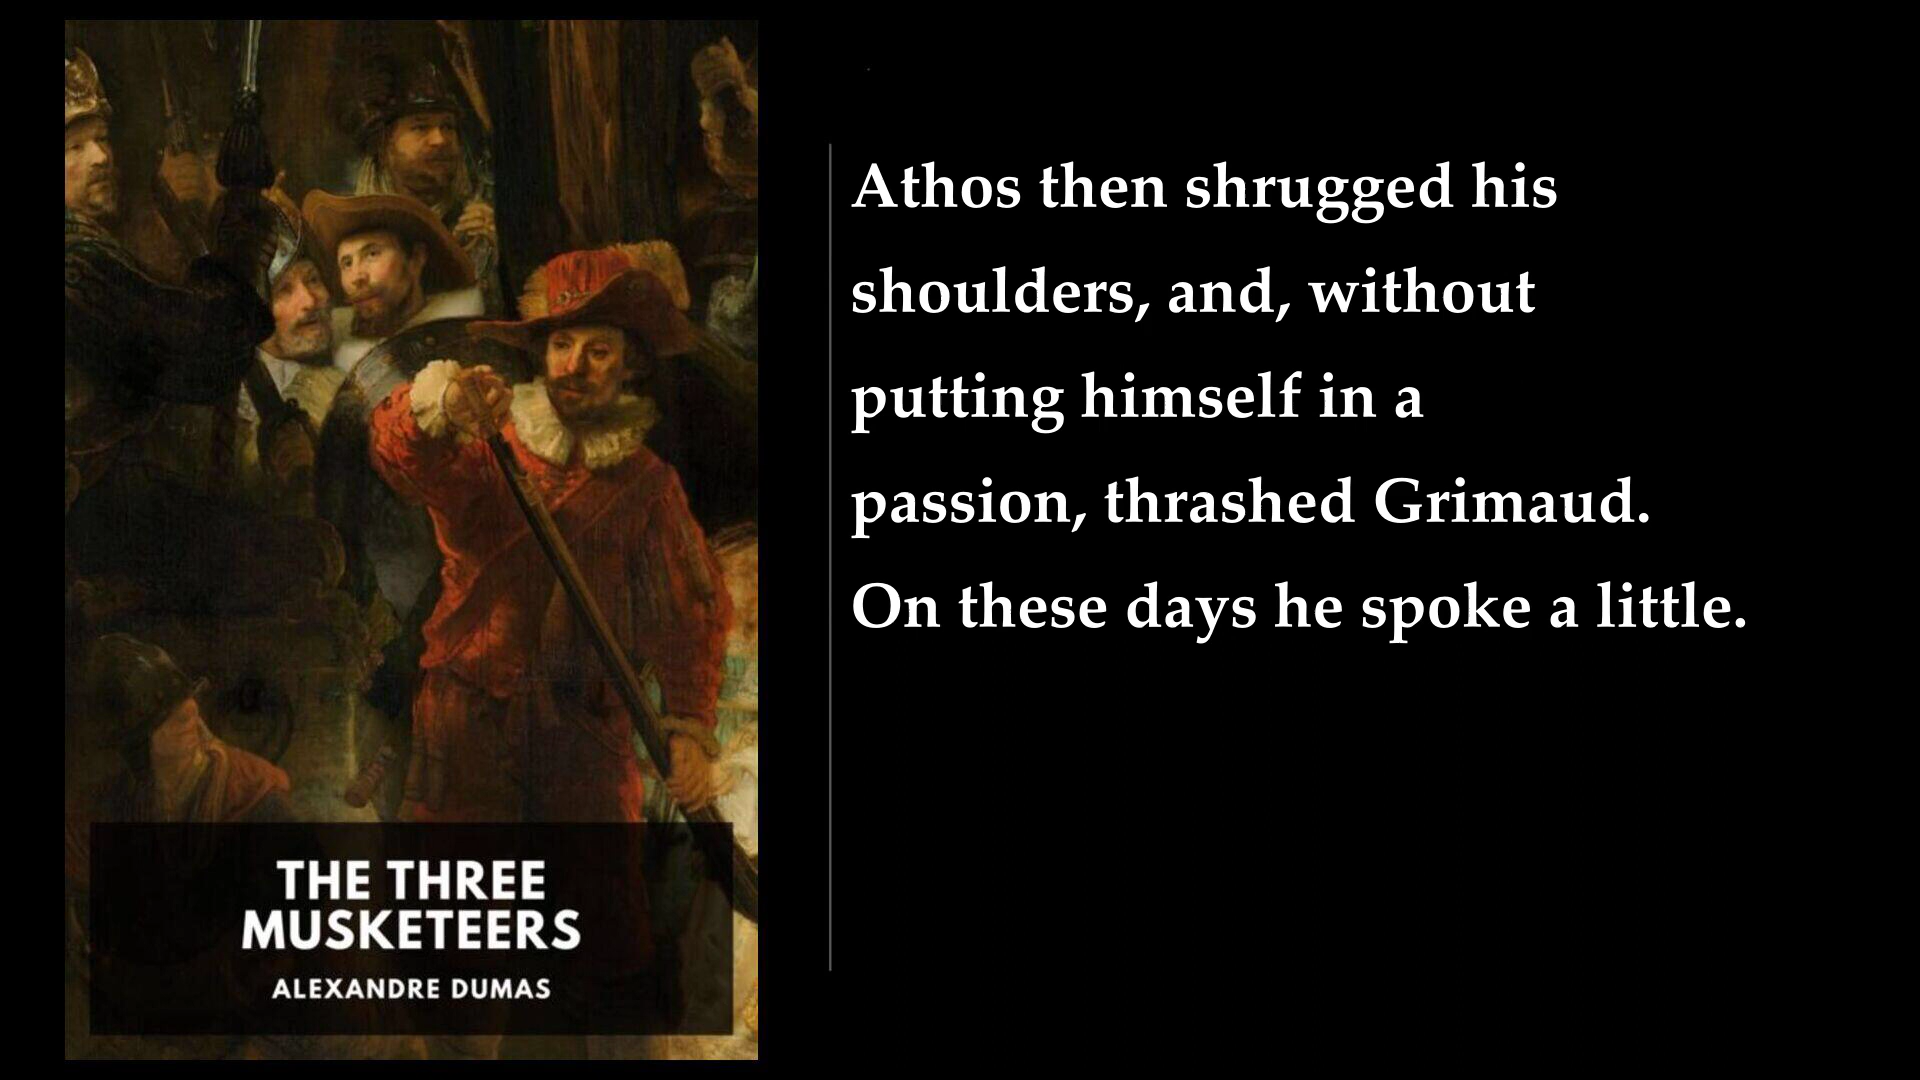 Athos then shrugged his
shoulders, and, without
putting himself in a
passion, thrashed Grimaud.
On these days he spoke a little.
THE THREE
MUSKETEERS
ALEXANDRE DUMAS